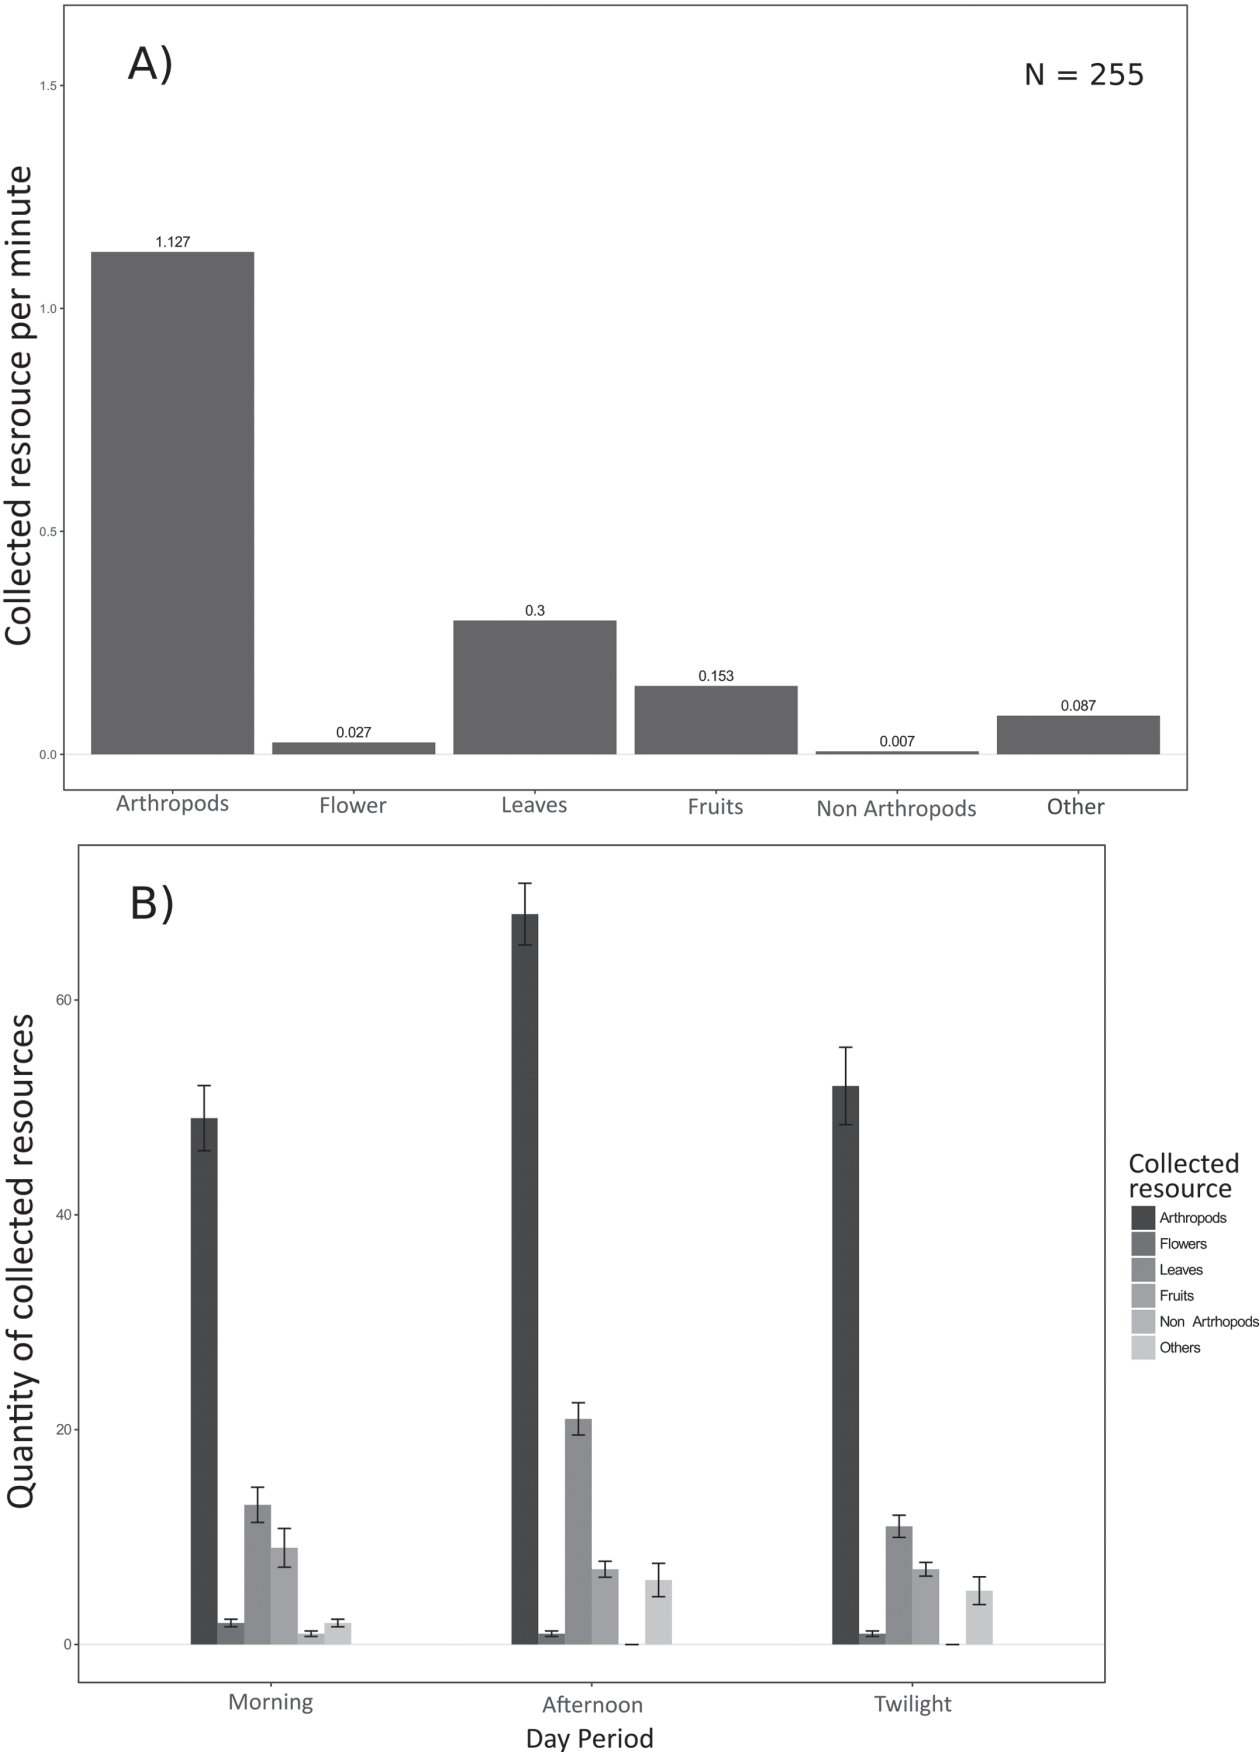 A)
N = 255
Collected resrouce per minute
1.5
1.0
0.5
0.0
1.127
0.027
0.3
0.153
0.007
0.087
Arthropods
Flower
Leaves
Fruits
Non Arthropods
Other
B)
Quantity of collected resources
60
40
20
0
Morning
Afternoon
Twilight
Day Period
Collected
resource
Arthropods
Flowers
Leaves
Fruits
Non Artrhopods
Others